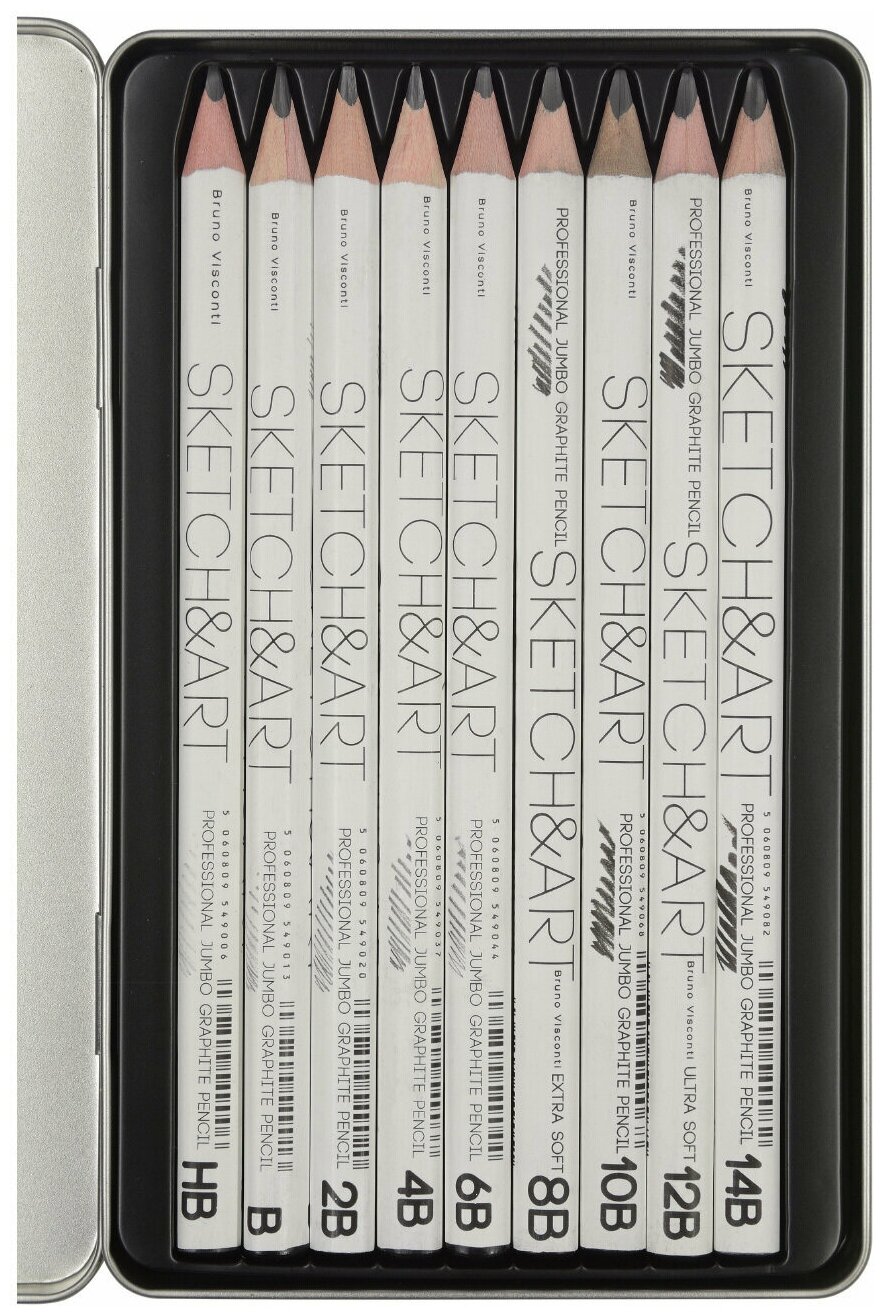 Bruno Visconti
SKETCH&ART
5 060809 549006
PROFESSIONAL JUMBO GRAPHITE PENCIL
HB
Bruno Visconti
SKETCH&ART
5 060809 549013
PROFESSIONAL JUMBO GRAPHITE PENCIL
B
Bruno Visconti
SKETCH&ART
5 060809 549020
PROFESSIONAL JUMBO GRAPHITE PENCIL
2B
Bruno Visconti
SKETCH&ART
5 060809 549037
PROFESSIONAL JUMBO GRAPHITE PENCIL
4B
Bruno Visconti
SKETCH&ART
5 060809 549044
PROFESSIONAL JUMBO GRAPHITE PENCIL
6B
PROFESSIONAL JUMBO GRAPHITE PENCIL
SKETCH&ART
Bruno Visconti
EXTRA SOFT
8B
Bruno Visconti
SKETCH&ART
5 060809 549068
PROFESSIONAL JUMBO GRAPHITE PENCIL
10B
PROFESSIONAL JUMBO GRAPHITE PENCIL
SKETCH&ART
Bruno Visconti
ULTRA SOFT
12B
Bruno Visconti
SKETCH&ART
5 060809 549082
PROFESSIONAL JUMBO GRAPHITE PENCIL
14B